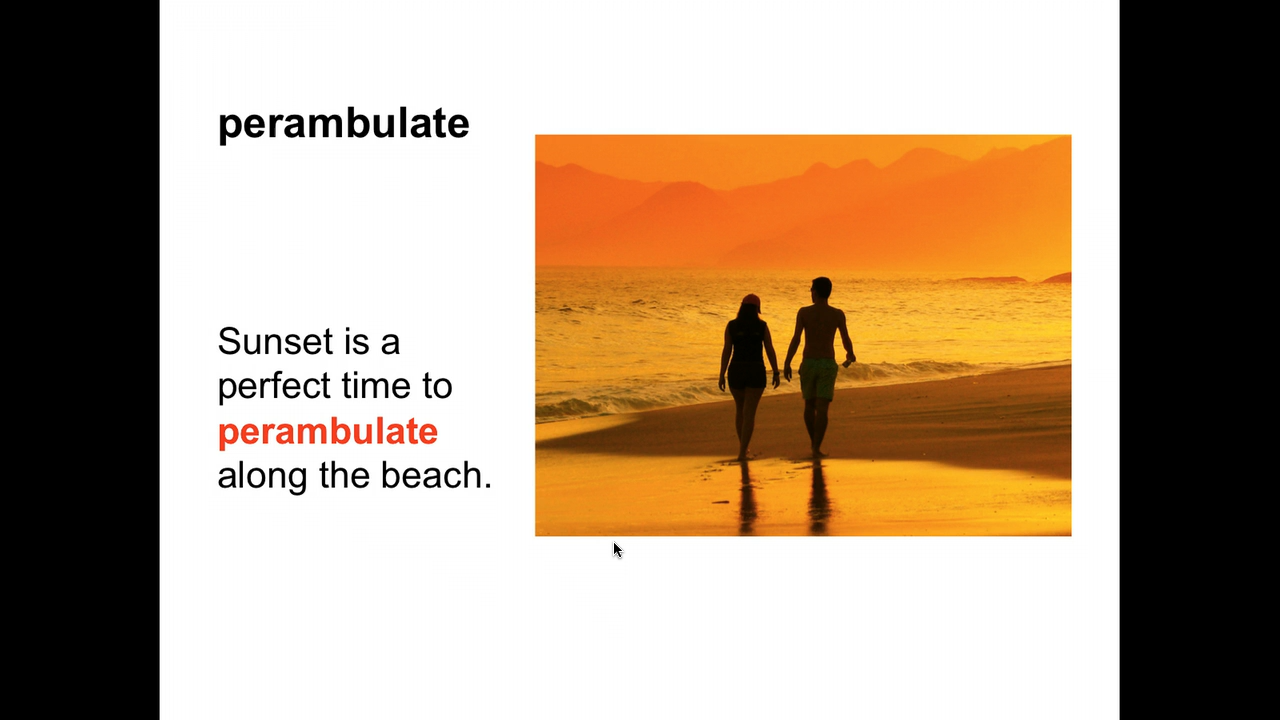 perambulate
Sunset is a
perfect time to
perambulate
along the beach.